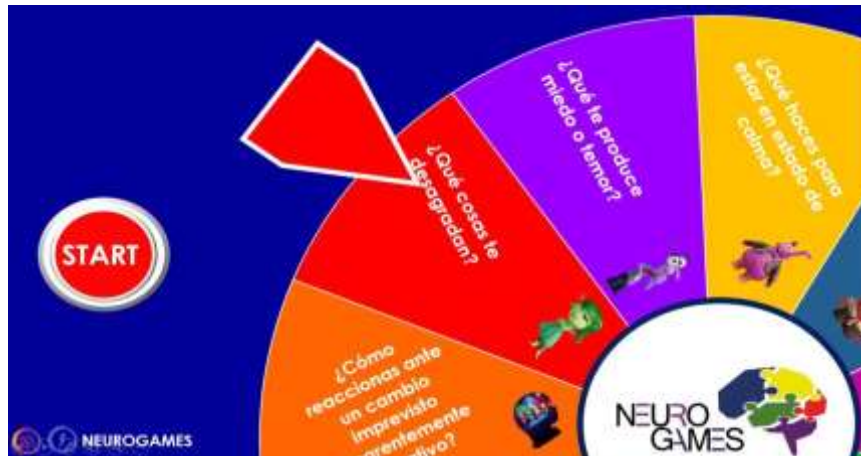 ¿Qué cosas te
desagradan?
¿Qué te produce
miedo o temor?
¿Qué haces para
estar en estado de
calma?
START
¿Cómo
reaccionas ante
un cambio
imprevisto
NEURO
GAMES
NEUROGAMES